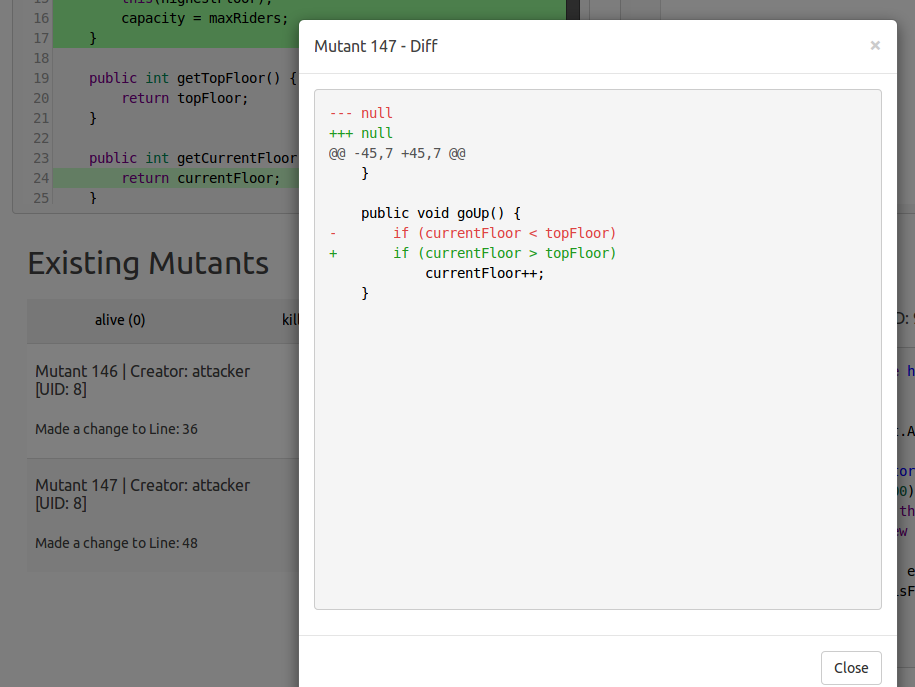 15 this(highestFloor);
16 capacity = maxRiders;
17 }
18
19 public int getTopFloor() {
20 return topFloor;
21 }
22
23 public int getCurrentFloor
24 return currentFloor;
25 }
Existing Mutants
alive (0)
kill
Mutant 146 | Creator: attacker
[UID: 8]
Made a change to Line: 36
Mutant 147 | Creator: attacker
[UID: 8]
Made a change to Line: 48
Mutant 147 - Diff
×
--- null
+++ null
@@ -45,7 +45,7 @@
}
public void goUp() {
- if (currentFloor < topFloor)
+ if (currentFloor > topFloor)
currentFloor++;
}
Close